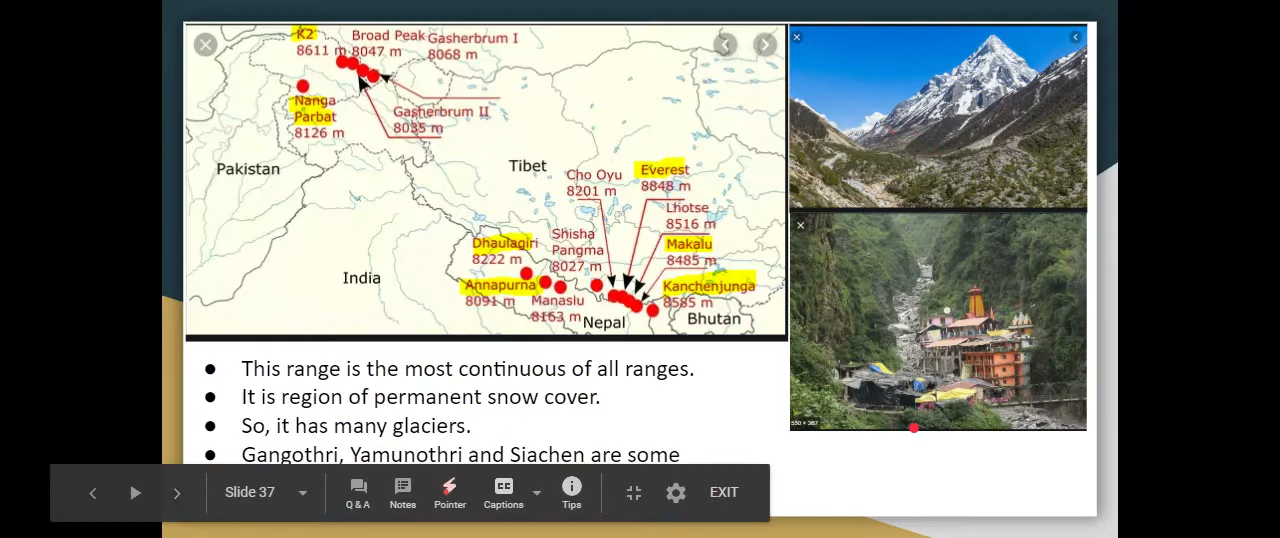 K2
8611 m
Broad Peak
8047 m
Gasherbrum I
8068 m
Nanga
Parbat
8126 m
Gasherbrum II
8035 m
Pakistan
Tibet
Cho Oyu
8201 m
Everest
8848 m
Lhotse
8516 m
Dhaulagiri
8222 m
Shisha
Pangma
8027 m
Makalu
8485 m
India
Annapurna
8091 m
Manaslu
8163 m
Kanchenjunga
8585 m
Nepal
Bhutan
550 × 367
● This range is the most continuous of all ranges.
● It is region of permanent snow cover.
● So, it has many glaciers.
● Gangothri, Yamunothri and Siachen are some
Slide 37
Q & A
Notes
Pointer
CC
Captions
Tips
EXIT